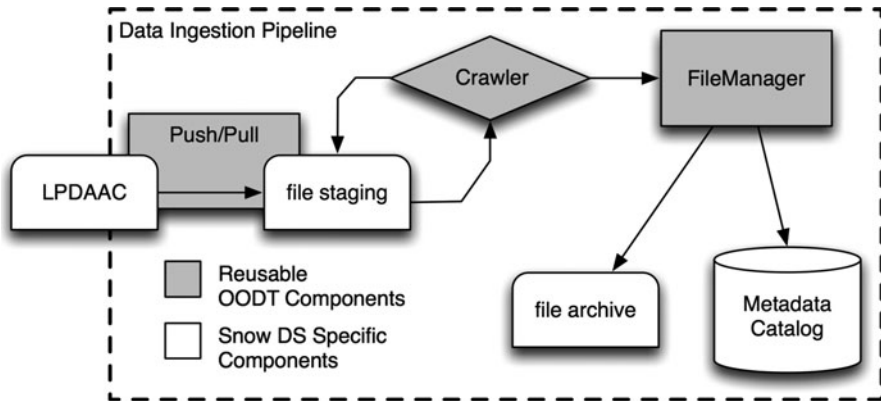 Data Ingestion Pipeline
Crawler
FileManager
Push/Pull
LPDAAC
file staging
Reusable
OODT Components
Snow DS Specific
Components
file archive
Metadata
Catalog